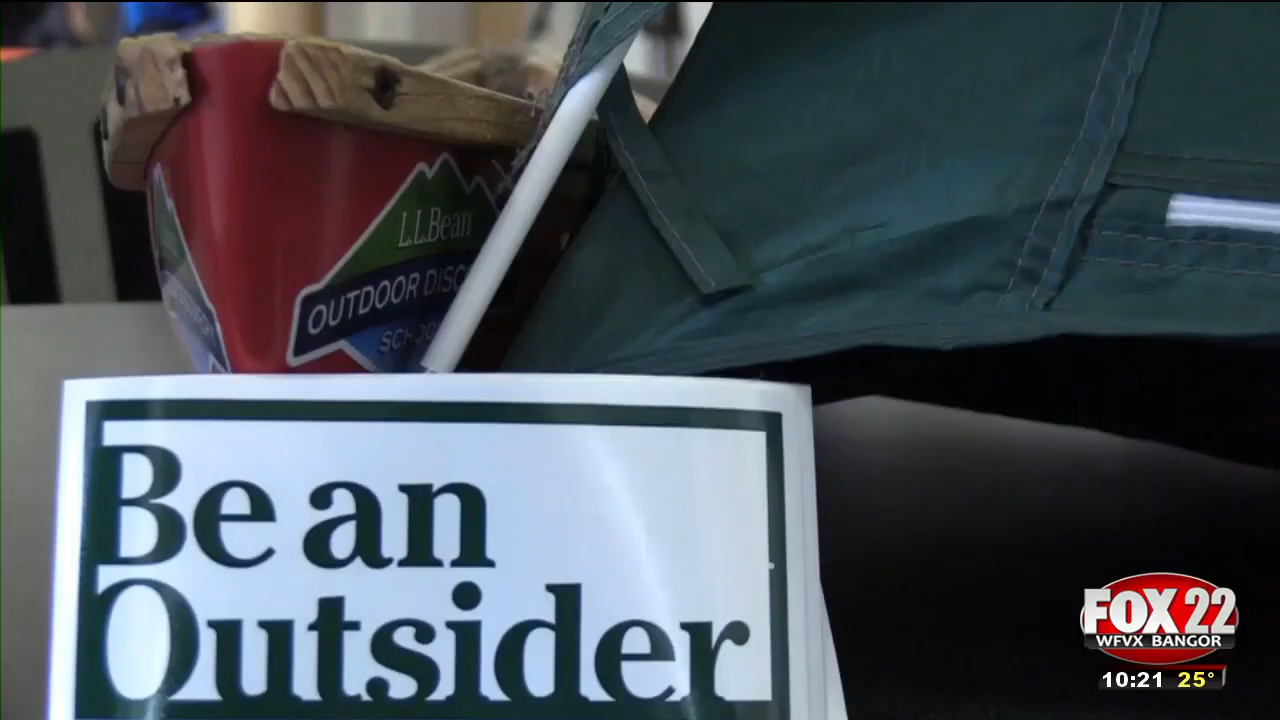 L.L.Bean
OUTDOOR DISC
SCHOO
Be an
Outsider
FOX 22
WFVX BANGOR
10:21 25°